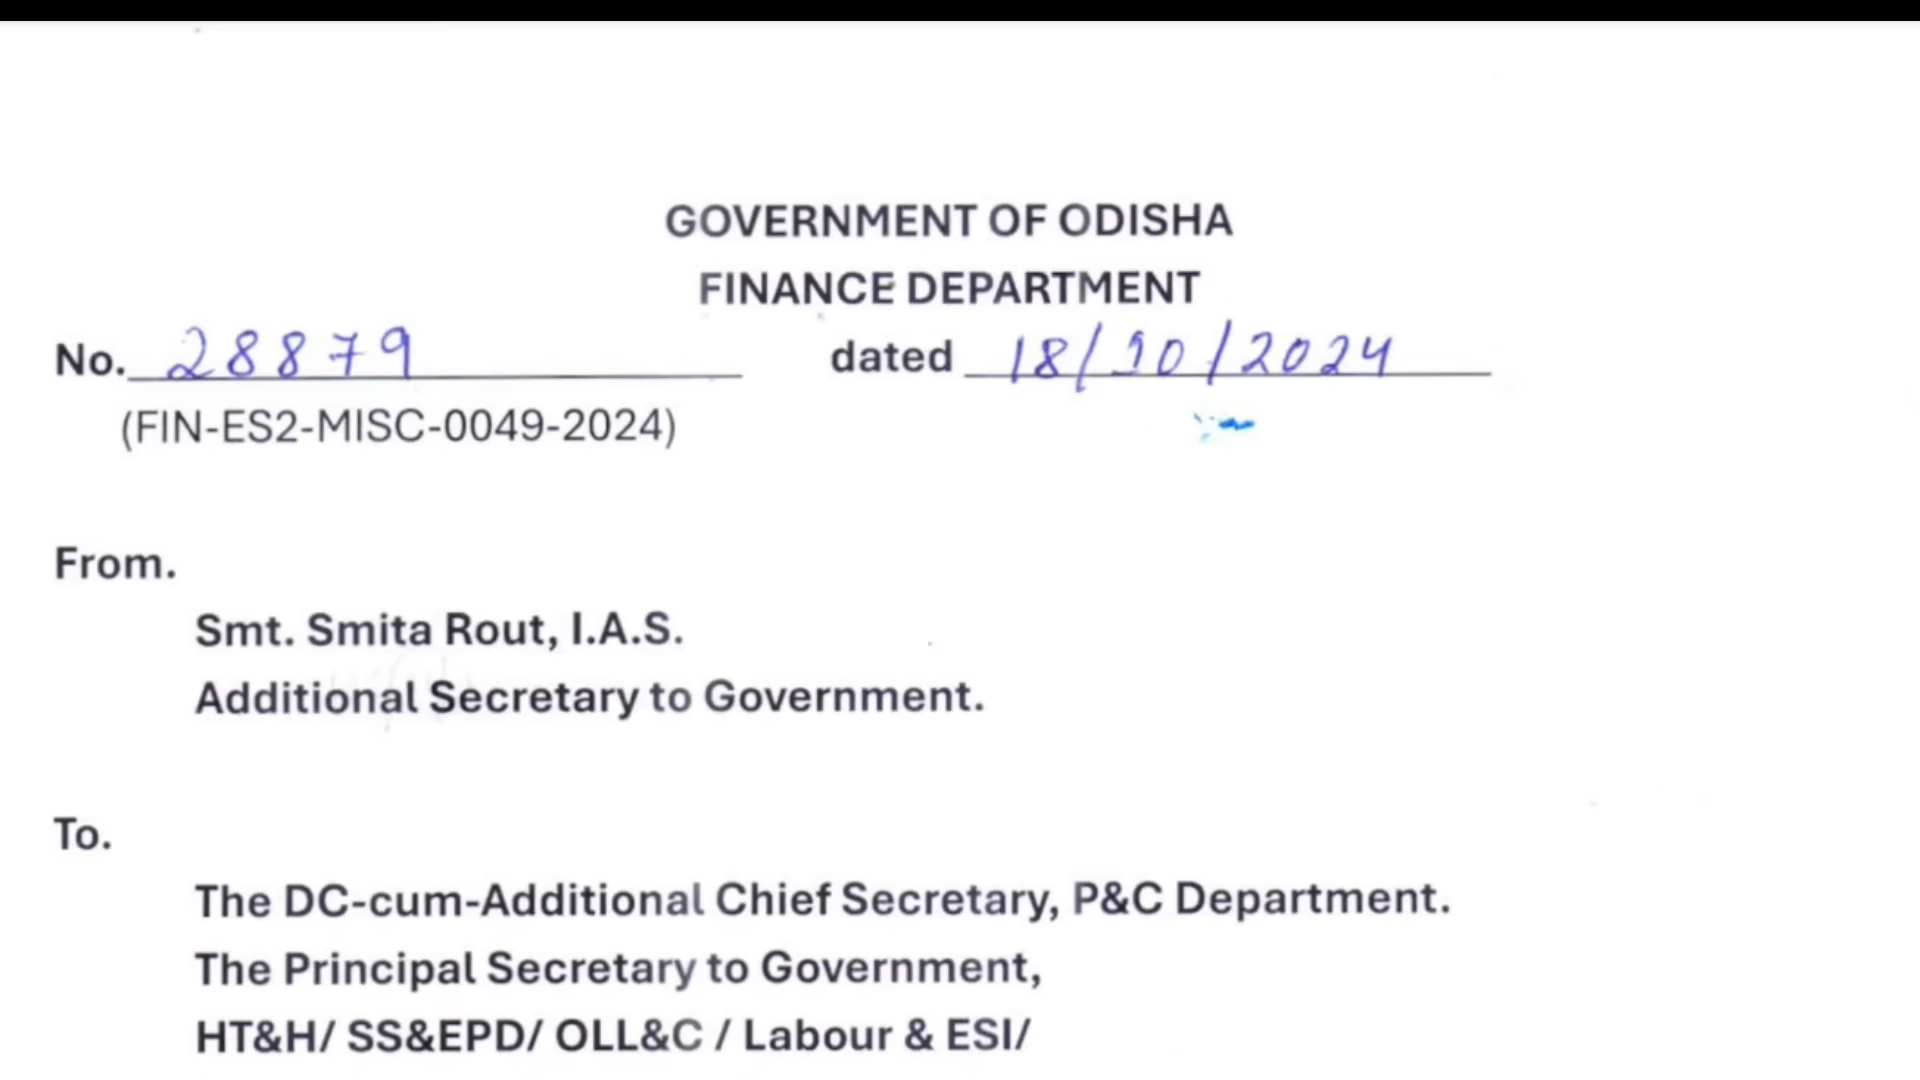 GOVERNMENT OF ODISHA
FINANCE DEPARTMENT
No. 28879 dated 18/10/2024
(FIN-ES2-MISC-0049-2024)
From.
Smt. Smita Rout, I.A.S.
Additional Secretary to Government.
To.
The DC-cum-Additional Chief Secretary, P&C Department.
The Principal Secretary to Government,
HT&H/ SS&EPD/ OLL&C / Labour & ESI/